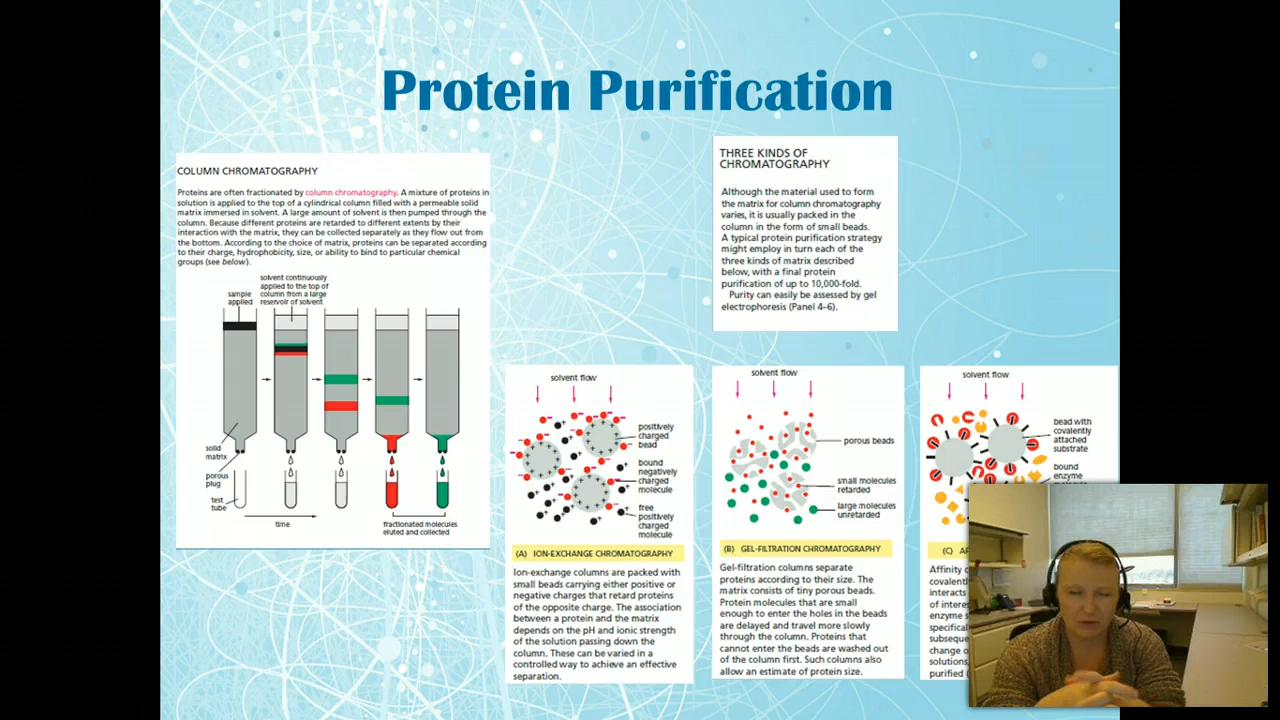 Protein Purification
COLUMN CHROMATOGRAPHY
Proteins are often fractionated by column chromatography. A mixture of proteins in
solution is applied to the top of a cylindrical column filled with a permeable solid
matrix immersed in solvent. A large amount of solvent is then pumped through the
column. Because different proteins are retarded to different extents by their
interaction with the matrix, they can be collected separately as they flow out from
the bottom. According to the choice of matrix, proteins can be separated according
to their charge, hydrophobicity, size, or ability to bind to particular chemical
groups (see below).
sample
applied
solvent continuously
applied to the top of
column from a large
reservoir of solvent
solid
matrix
porous
plug
test
tube
time
fractionated molecules
eluted and collected
THREE KINDS OF
CHROMATOGRAPHY
Although the material used to form
the matrix for column chromatography
varies, it is usually packed in the
column in the form of small beads.
A typical protein purification strategy
might employ in turn each of the
three kinds of matrix described
below, with a final protein
purification of up to 10,000-fold.
Purity can easily be assessed by gel
electrophoresis (Panel 4–6).
solvent flow
positively
charged
bead
bound
negatively
charged
molecule
free
positively
charged
molecule
(A) ION-EXCHANGE CHROMATOGRAPHY
Ion-exchange columns are packed with
small beads carrying either positive or
negative charges that retard proteins
of the opposite charge. The association
between a protein and the matrix
depends on the pH and ionic strength
of the solution passing down the
column. These can be varied in a
controlled way to achieve an effective
separation.
solvent flow
porous beads
small molecules
retarded
large molecules
unretarded
(B) GEL-FILTRATION CHROMATOGRAPHY
Gel-filtration columns separate
proteins according to their size. The
matrix consists of tiny porous beads.
Protein molecules that are small
enough to enter the holes in the beads
are delayed and travel more slowly
through the column. Proteins that
cannot enter the beads are washed out
of the column first. Such columns also
allow an estimate of protein size.
solvent flow
bead with
covalently
attached
substrate
bound
enzyme
(C)
Affinity
covalent
interacts
of interes
enzyme
specifical
subseque
change o
solutions,
purified